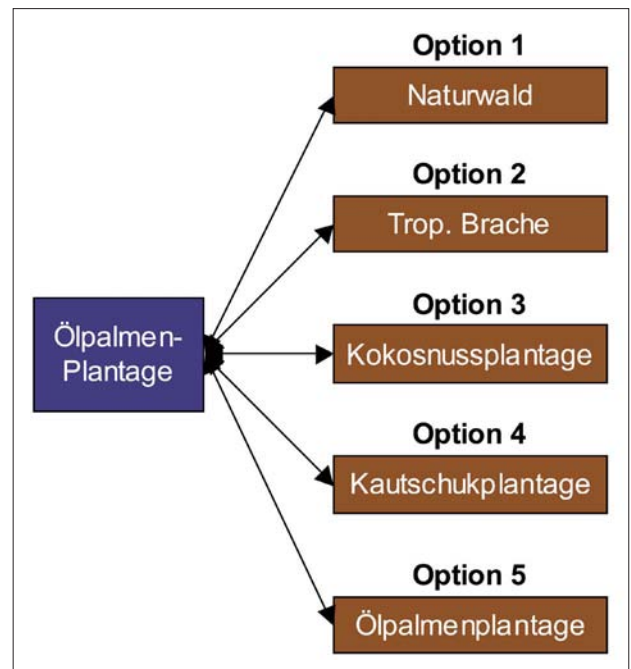 Option 1
Naturwald
Option 2
Trop. Brache
Ölpalmen-
Plantage
Option 3
Kokosnussplantage
Option 4
Kautschukplantage
Option 5
Ölpalmenplantage